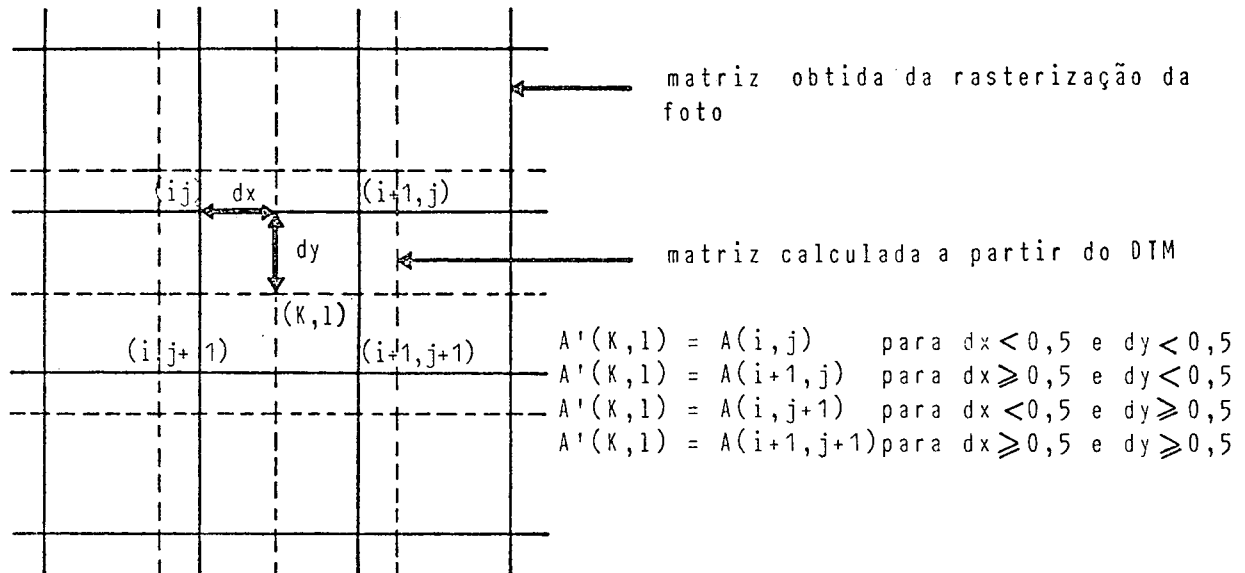 matriz obtida da rasterização da
foto
(ij) dx (i+1,j)
dy
matriz calculada a partir do DTM
(K,l)
(i,j+1) (i+1,j+1)
A'(K,l) = A(i,j) para dx<0,5 e dy<0,5
A'(K,l) = A(i+1,j) para dx≥0,5 e dy<0,5
A'(K,l) = A(i,j+1) para dx<0,5 e dy≥0,5
A'(K,l) = A(i+1,j+1)para dx≥0,5 e dy≥0,5